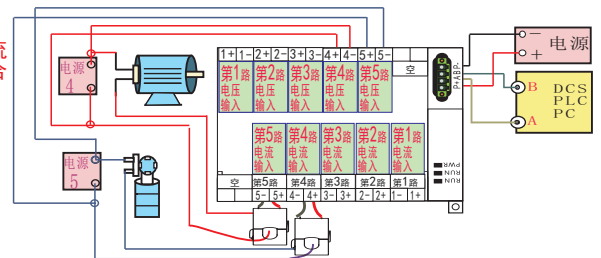 1+ 1- 2+ 2- 3+ 3- 4+ 4- 5+ 5-
第1路 第2路 第3路 第4路 第5路 空
电压 电压 电压 电压 电压
输入 输入 输入 输入 输入
P+ABP-
电源
4
- 电源
+
B DCS
PLC
A PC
第5路 第4路 第3路 第2路 第1路
电流 电流 电流 电流 电流
输入 输入 输入 输入 输入
电源
5
PWR
RUN
RUN
空 第5路 第4路 第3路 第2路 第1路
5- 5+ 4- 4+ 3- 3+ 2- 2+ 1- 1+